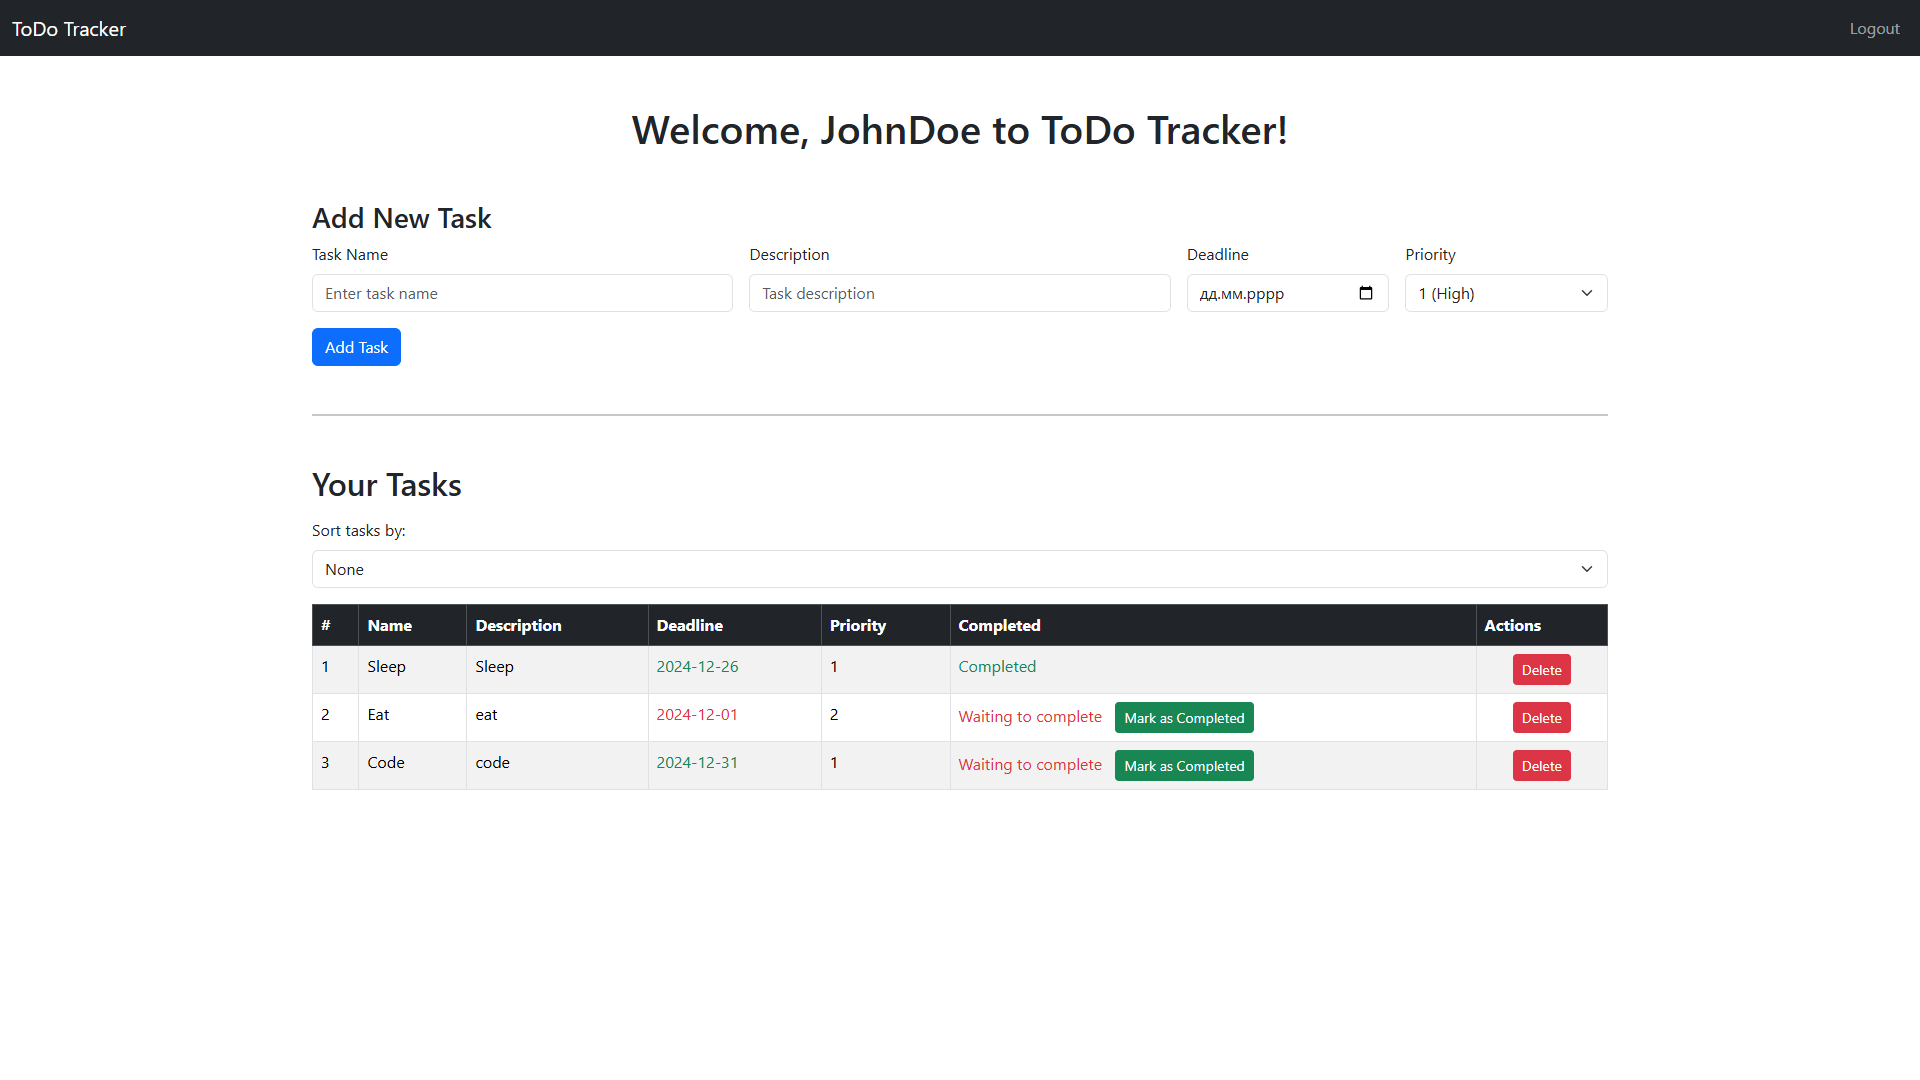 ToDo Tracker Logout
Welcome, JohnDoe to ToDo Tracker!
Add New Task
Task Name Description Deadline Priority
Enter task name Task description дд.мм.рррр 1 (High)
Add Task
Your Tasks
Sort tasks by:
None
# Name Description Deadline Priority Completed Actions
1 Sleep Sleep 2024-12-26 1 Completed Delete
2 Eat eat 2024-12-01 2 Waiting to complete Mark as Completed Delete
3 Code code 2024-12-31 1 Waiting to complete Mark as Completed Delete